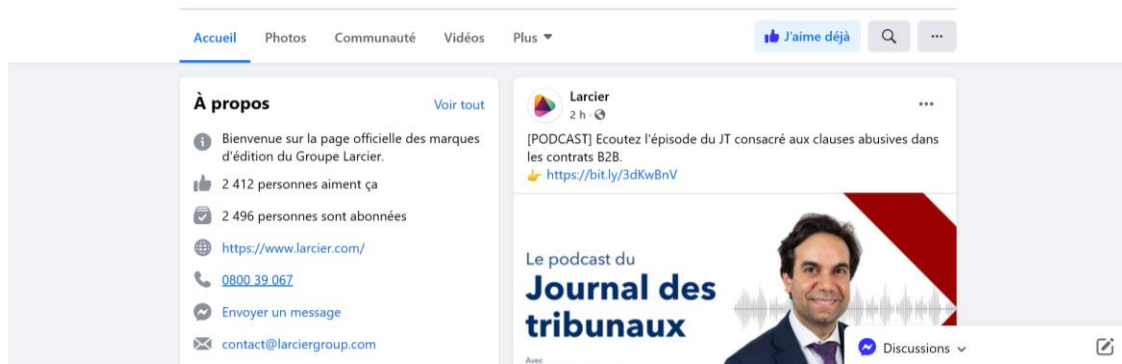 Accueil Photos Communauté Vidéos Plus J'aime déjà
À propos Voir tout
Bienvenue sur la page officielle des marques
d'édition du Groupe Larcier.
2 412 personnes aiment ça
2 496 personnes sont abonnées
https://www.larcier.com/
0800 39 067
Envoyer un message
contact@larciergroup.com
Larcier
2 h ·
[PODCAST] Ecoutez l'épisode du JT consacré aux clauses abusives dans
les contrats B2B.
👉 https://bit.ly/3dKwBnV
Le podcast du
Journal des
tribunaux
Avec
Discussions